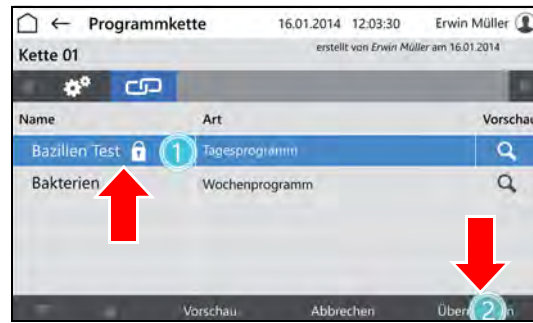 Programmkette 16.01.2014 12:03:30 Erwin Müller
Kette 01 erstellt von Erwin Müller am 16.01.2014
Name Art Vorschau
Bazillen Test 1 Tagesprogramm
Bakterien Wochenprogramm
Vorschau Abbrechen 2